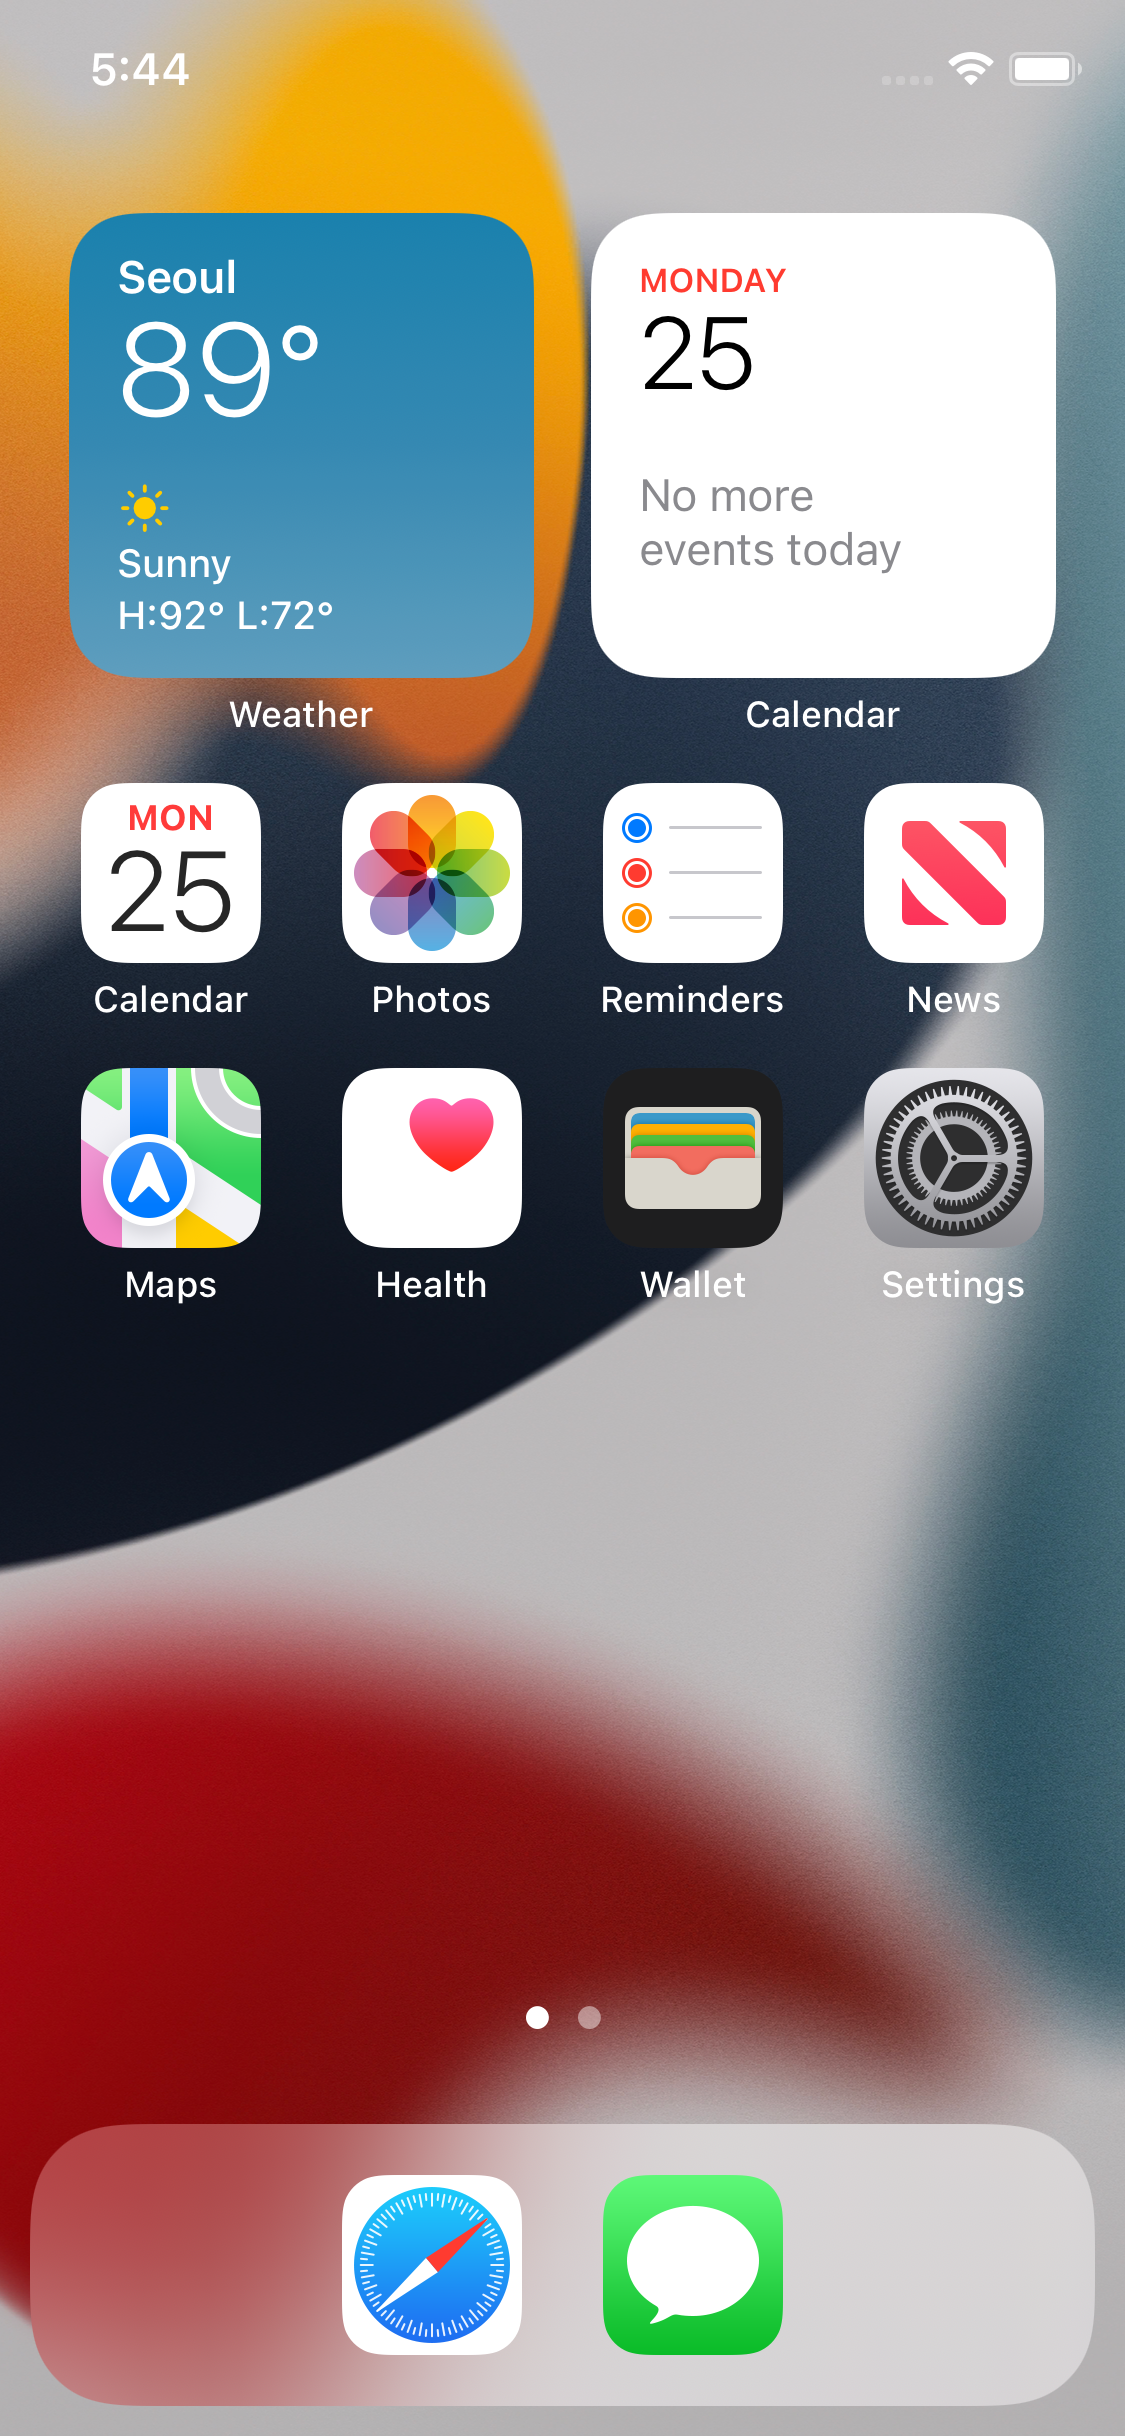 5:44
Seoul
89°
Sunny
H:92° L:72°
Weather
MONDAY
25
No more
events today
Calendar
MON
25
Calendar
Photos
Reminders
News
Maps
Health
Wallet
Settings